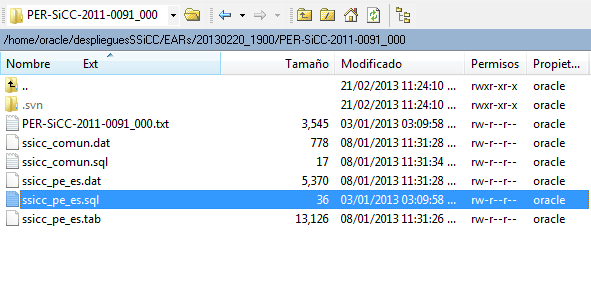 PER-SiCC-2011-0091_000
/home/oracle/desplieguesSSiCC/EARs/20130220_1900/PER-SiCC-2011-0091_000
Nombre Ext Tamaño Modificado Permisos Propiet...
.. 21/02/2013 11:24:10 ... rwxr-xr-x oracle
.svn 21/02/2013 11:24:10 ... rwxr-xr-x oracle
PER-SiCC-2011-0091_000.txt 3,545 03/01/2013 03:09:58 ... rw-r--r-- oracle
ssicc_comun.dat 778 08/01/2013 11:31:28 ... rw-r--r-- oracle
ssicc_comun.sql 17 08/01/2013 11:31:34 ... rw-r--r-- oracle
ssicc_pe_es.dat 5,370 08/01/2013 11:31:28 ... rw-r--r-- oracle
ssicc_pe_es.sql 36 03/01/2013 03:09:58 ... rw-r--r-- oracle
ssicc_pe_es.tab 13,126 08/01/2013 11:31:26 ... rw-r--r-- oracle